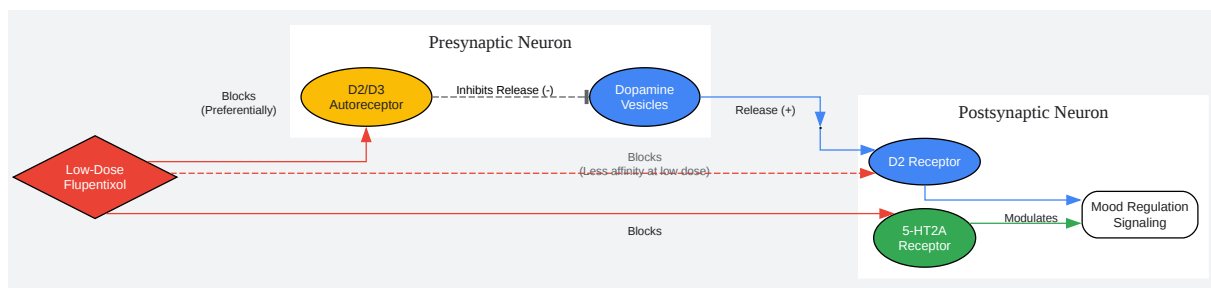 Presynaptic Neuron
D2/D3
Autoreceptor
Inhibits Release (-)
Dopamine
Vesicles
Blocks
(Preferentially)
Release (+)
Postsynaptic Neuron
Low-Dose
Flupentixol
Blocks
(Less affinity at low dose)
D2 Receptor
Mood Regulation
Signaling
Modulates
5-HT2A
Receptor
Blocks